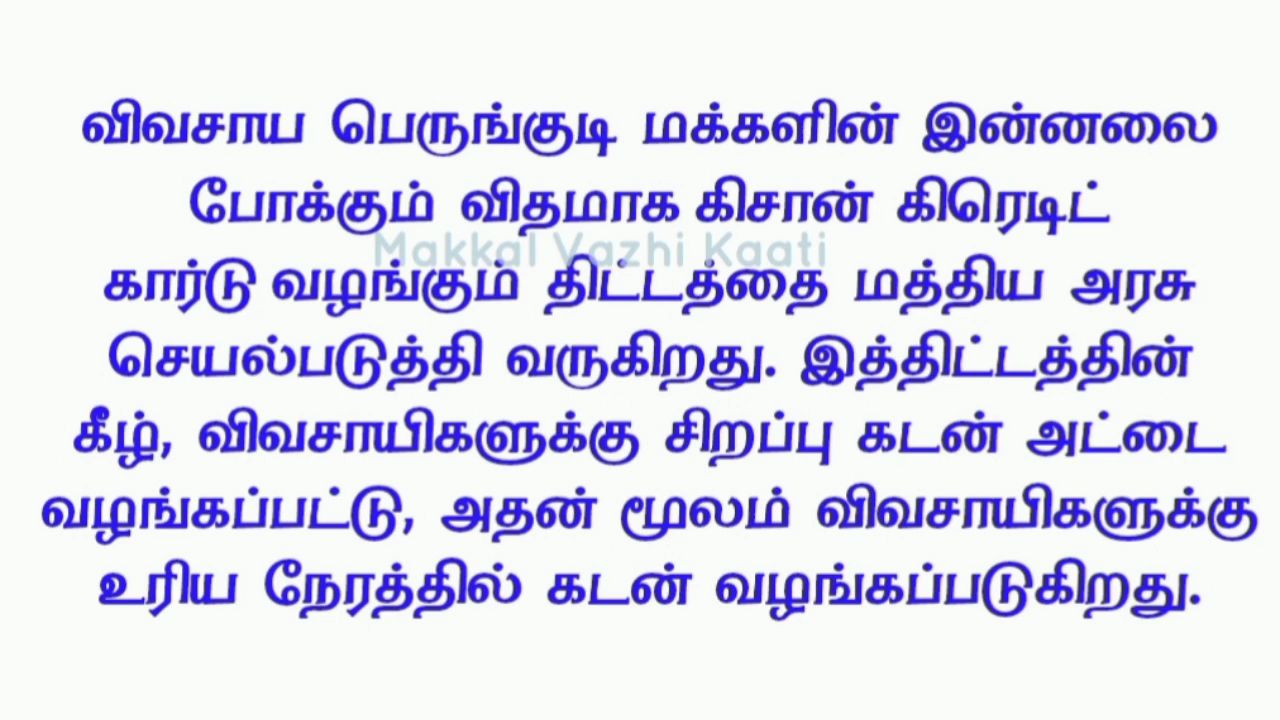 விவசாய பெருங்குடி மக்களின் இன்னலை
போக்கும் விதமாக கிசான் கிரெடிட்
Makkal Vazhi Kaati
கார்டு வழங்கும் திட்டத்தை மத்திய அரசு
செயல்படுத்தி வருகிறது. இத்திட்டத்தின்
கீழ், விவசாயிகளுக்கு சிறப்பு கடன் அட்டை
வழங்கப்பட்டு, அதன் மூலம் விவசாயிகளுக்கு
உரிய நேரத்தில் கடன் வழங்கப்படுகிறது.